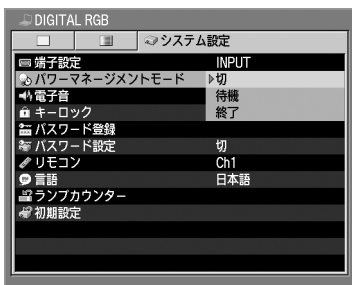 DIGITAL RGB
システム設定
端子設定 INPUT
パワーマネージメントモード 切
電子音 待機
キーロック 終了
パスワード登録
パスワード設定 切
リモコン Ch1
言語 日本語
ランプカウンター
初期設定